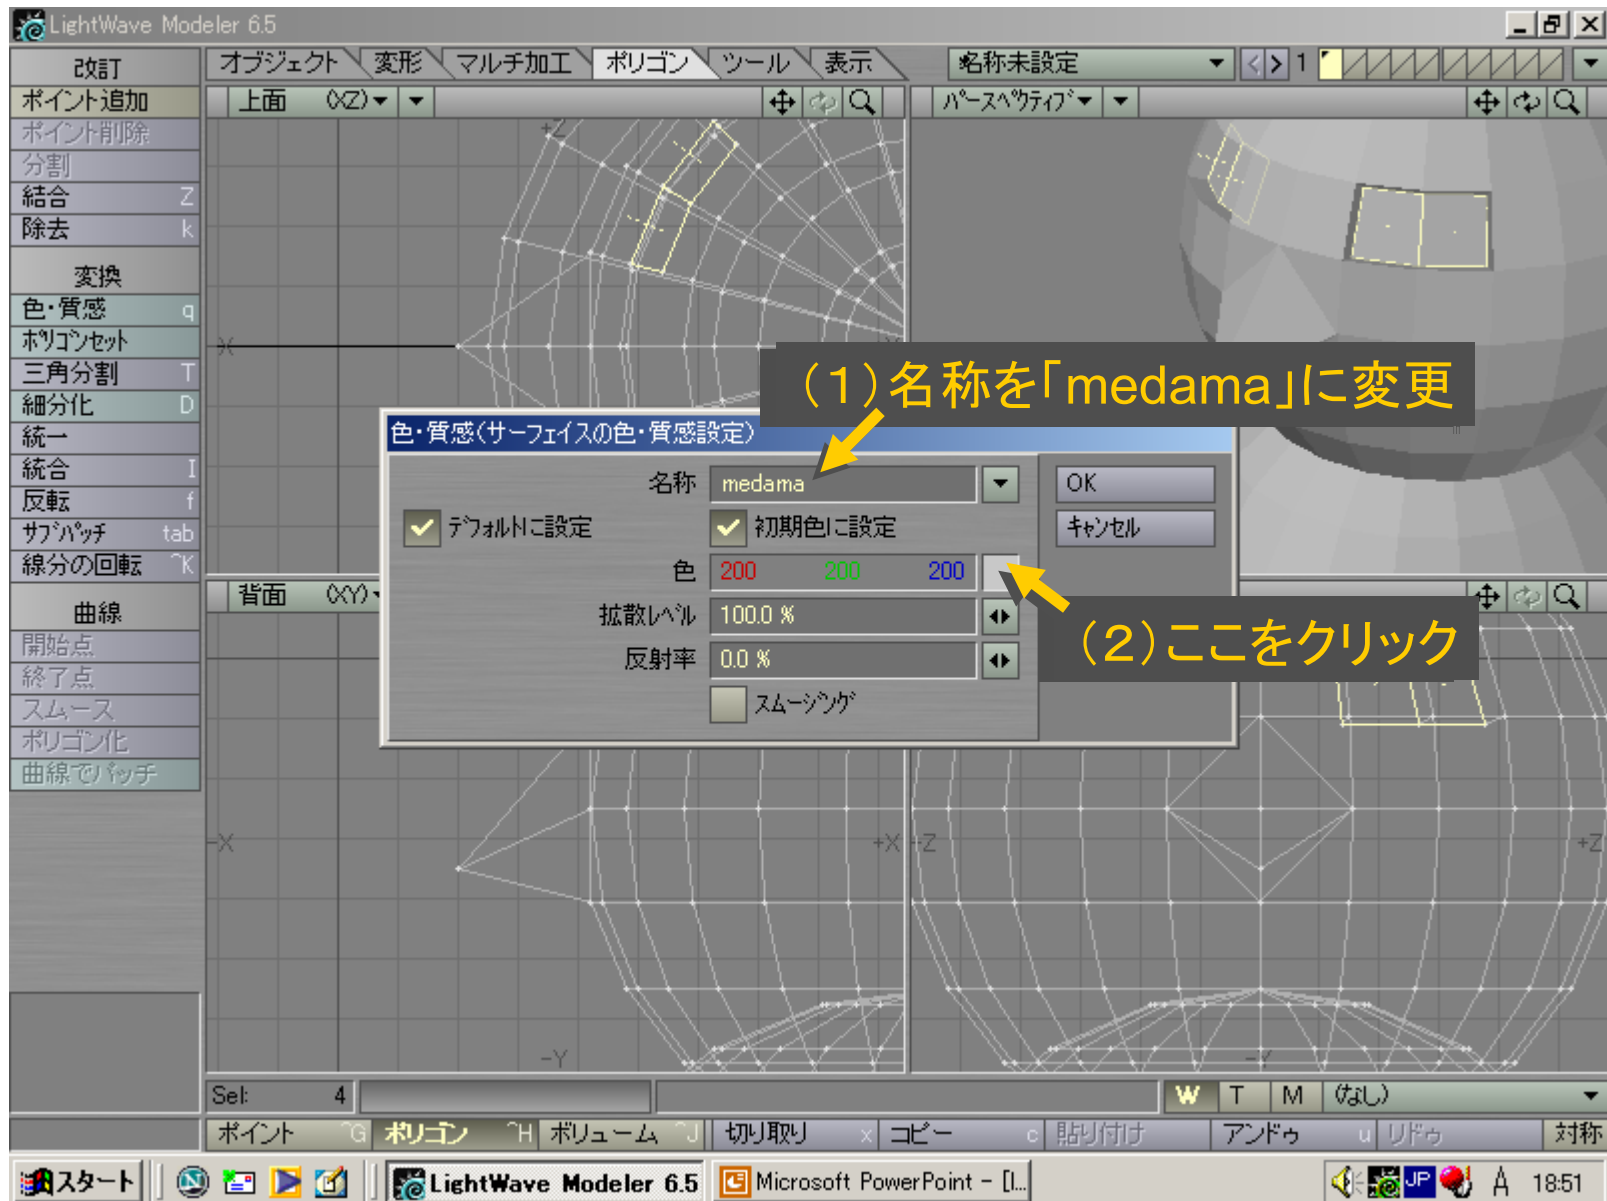 LightWave Modeler 6.5
改訂
オブジェクト 変形 マルチ加工 ポリゴン ツール 表示 名称未設定 1
ポイント追加
上面 (XZ) パースペクティブ
ポイント削除
分割
結合 Z
除去 k
変換
色・質感 q
ポリゴンセット
三角分割 T
細分化 D
統一
統合 I
反転 f
サブパッチ tab
線分の回転 ^K
曲線
開始点
終了点
スムース
ポリゴン化
曲線でパッチ
+Z
(1)名称を「medama」に変更
色・質感(サーフェイスの色・質感設定)
名称 medama OK
デフォルトに設定 初期色に設定 キャンセル
色 200 200 200
拡散レベル 100.0 %
反射率 0.0 %
スムージング
(2)ここをクリック
背面 (XY)
-X +X -Z +Z
-Y -Y
Sel: 4 W T M (なし)
ポイント ^G ポリゴン ^H ボリューム ^J 切り取り x コピー c 貼り付け アンドゥ u リドゥ 対称
スタート LightWave Modeler 6.5 Microsoft PowerPoint - [l... JP A 18:51